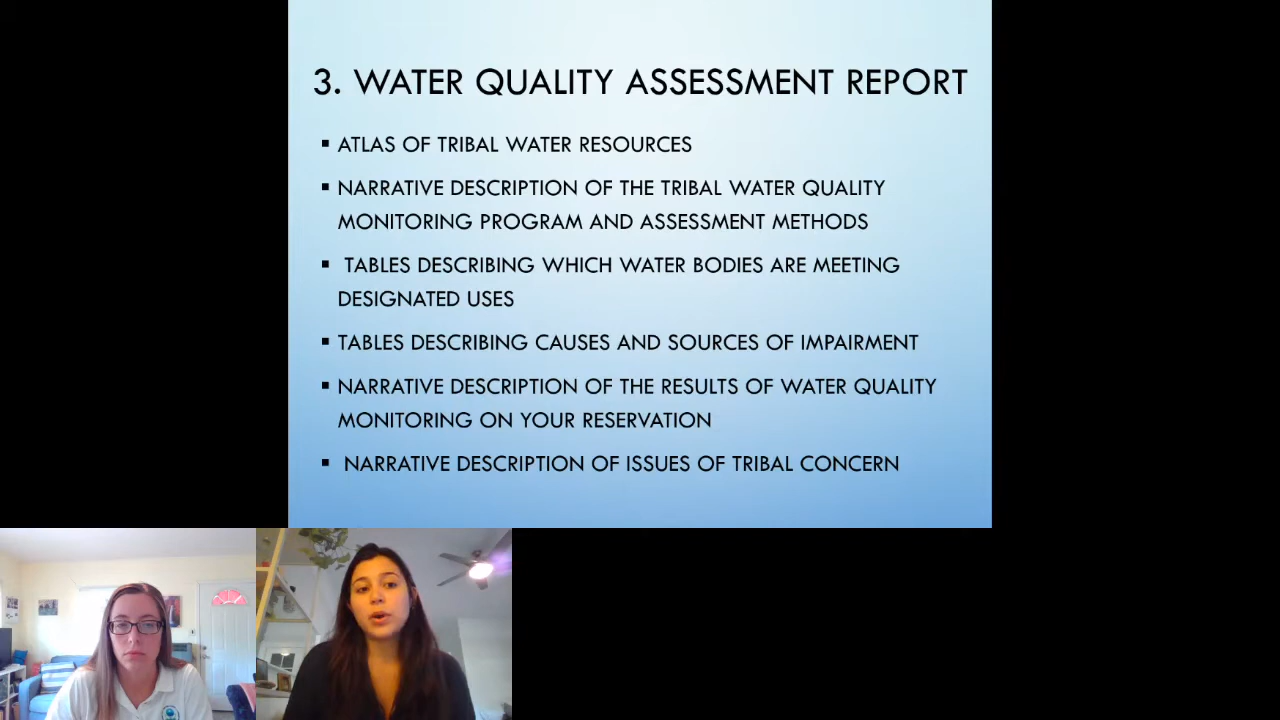 3. WATER QUALITY ASSESSMENT REPORT
▪ ATLAS OF TRIBAL WATER RESOURCES
▪ NARRATIVE DESCRIPTION OF THE TRIBAL WATER QUALITY
MONITORING PROGRAM AND ASSESSMENT METHODS
▪ TABLES DESCRIBING WHICH WATER BODIES ARE MEETING
DESIGNATED USES
▪ TABLES DESCRIBING CAUSES AND SOURCES OF IMPAIRMENT
▪ NARRATIVE DESCRIPTION OF THE RESULTS OF WATER QUALITY
MONITORING ON YOUR RESERVATION
▪ NARRATIVE DESCRIPTION OF ISSUES OF TRIBAL CONCERN